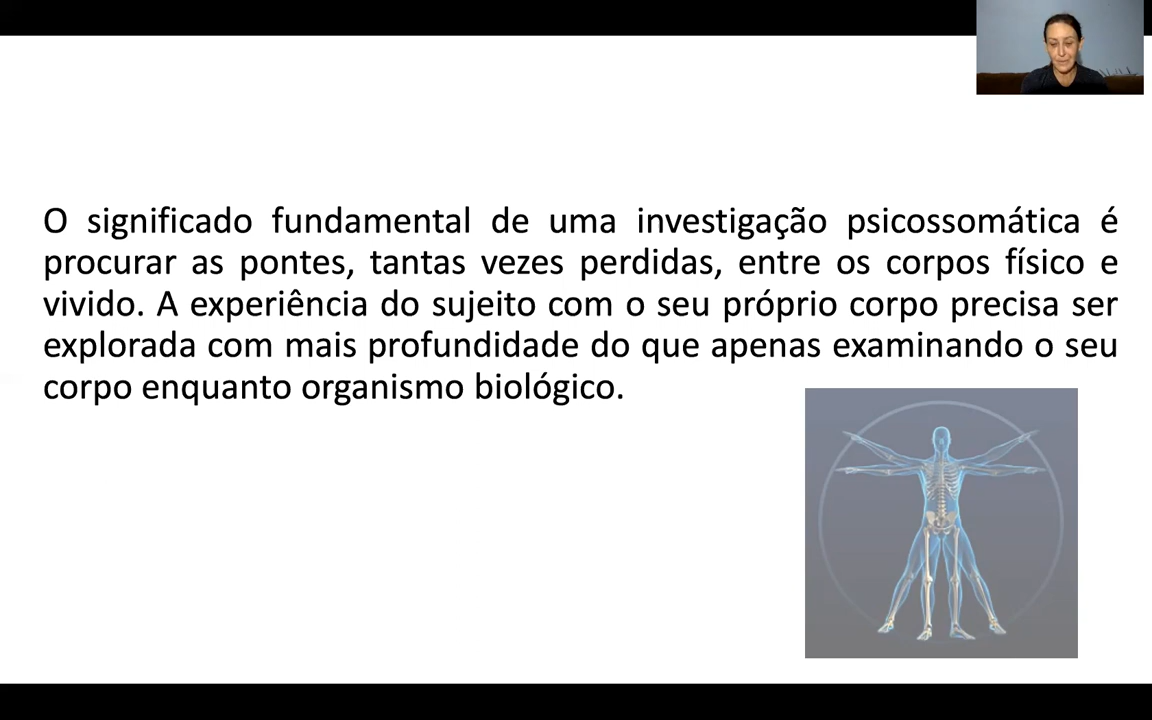 O significado fundamental de uma investigação psicossomática é
procurar as pontes, tantas vezes perdidas, entre os corpos físico e
vivido. A experiência do sujeito com o seu próprio corpo precisa ser
explorada com mais profundidade do que apenas examinando o seu
corpo enquanto organismo biológico.